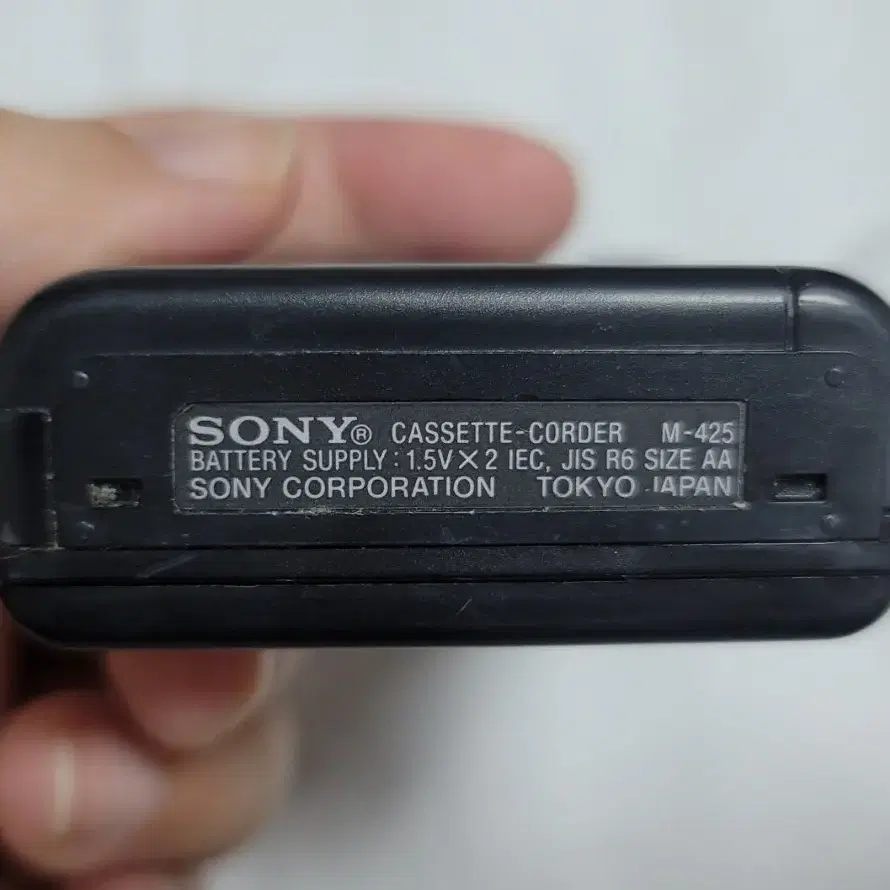 SONY® CASSETTE-CORDER M-425
BATTERY SUPPLY : 1.5V×2 IEC, JIS R6 SIZE AA
SONY CORPORATION TOKYO JAPAN